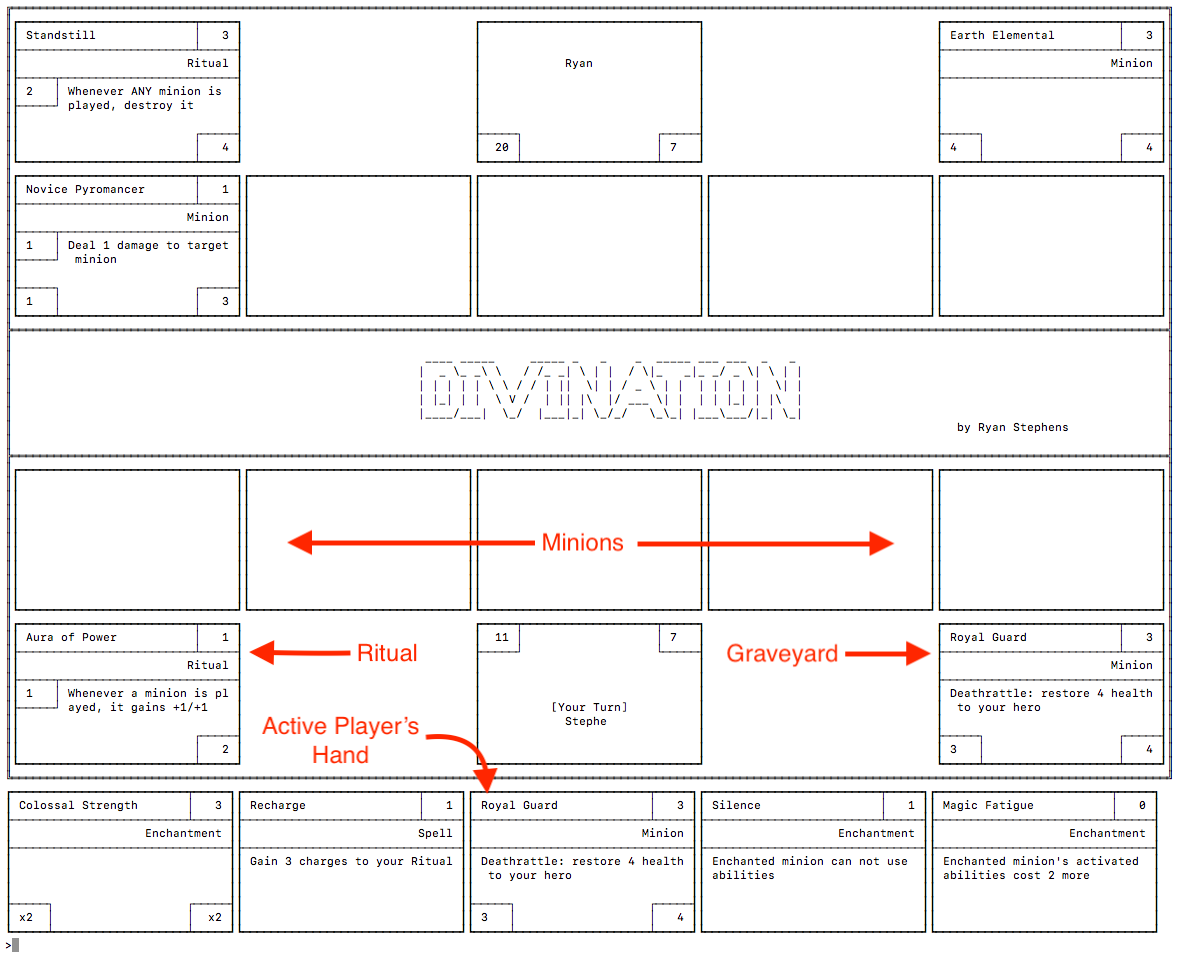 Standstill 3
Ritual
2 Whenever ANY minion is
played, destroy it
4
Ryan
20 7
Earth Elemental 3
Minion
4 4
Novice Pyromancer 1
Minion
1 Deal 1 damage to target
minion
1 3
DIVINATION
by Ryan Stephens
Minions
Aura of Power 1
Ritual
1 Whenever a minion is pl
ayed, it gains +1/+1
2
Ritual
11 7
[Your Turn]
Stephe
Graveyard
Royal Guard 3
Minion
Deathrattle: restore 4 health
to your hero
3 4
Active Player's
Hand
Colossal Strength 3
Enchantment
x2 x2
Recharge 1
Spell
Gain 3 charges to your Ritual
Royal Guard 3
Minion
Deathrattle: restore 4 health
to your hero
3 4
Silence 1
Enchantment
Enchanted minion can not use
abilities
Magic Fatigue 0
Enchantment
Enchanted minion's activated
abilities cost 2 more
>